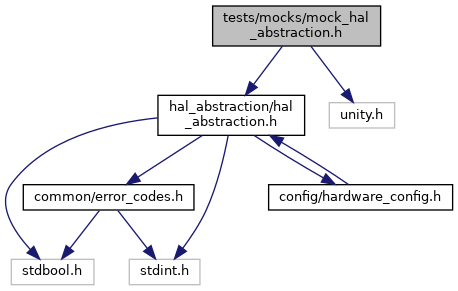 tests/mocks/mock_hal
_abstraction.h
hal_abstraction/hal
_abstraction.h
unity.h
common/error_codes.h
config/hardware_config.h
stdbool.h
stdint.h